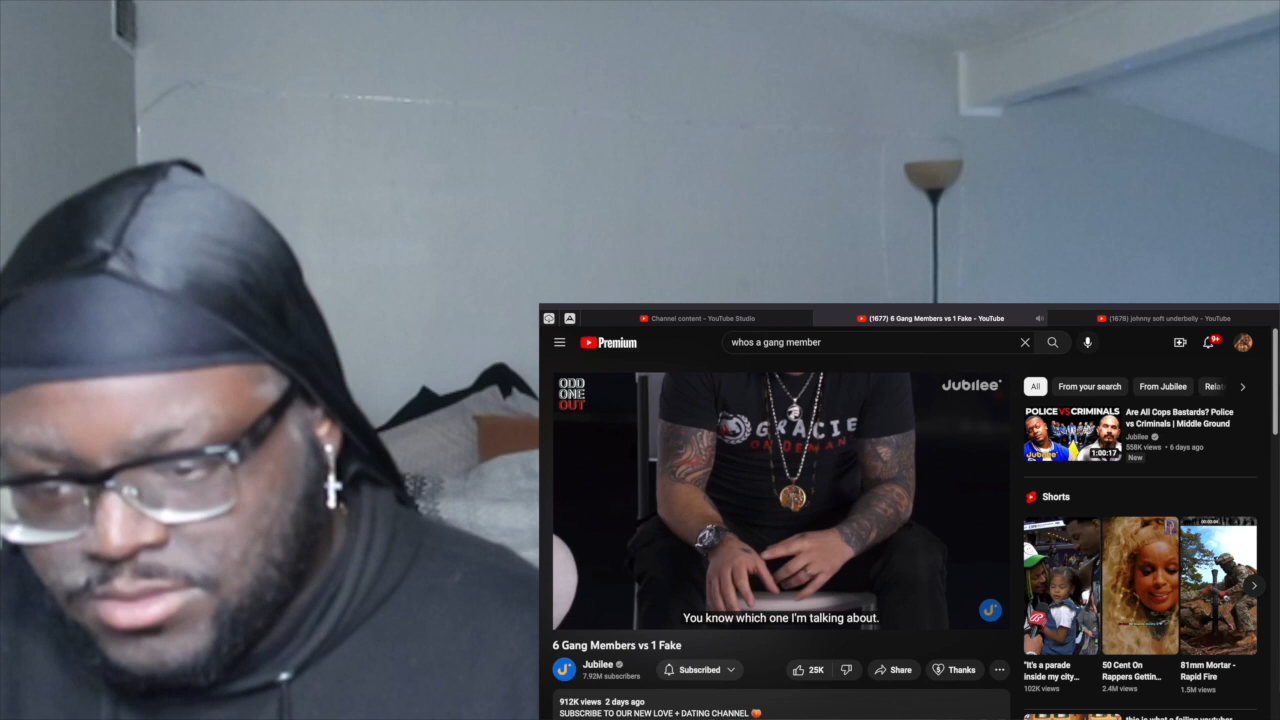 Channel content - YouTube Studio
(1677) 6 Gang Members vs 1 Fake - YouTube
(1678) johnny soft underbelly - YouTube
Premium
whos a gang member
9+
ODD
ONE
OUT
Jubilee
GRACIE
ON DEMAN
You know which one I'm talking about.
6 Gang Members vs 1 Fake
Jubilee
7.92M subscribers
Subscribed
25K
Share
Thanks
912K views 2 days ago
SUBSCRIBE TO OUR NEW LOVE + DATING CHANNEL
All
From your search
From Jubilee
Relat
POLICE VS CRIMINALS
Jubilee
1:00:17
Are All Cops Bastards? Police
vs Criminals | Middle Ground
Jubilee
558K views • 6 days ago
New
Shorts
"It's a parade
inside my city...
102K views
50 Cent On
Rappers Gettin...
2.4M views
81mm Mortar -
Rapid Fire
1.5M views